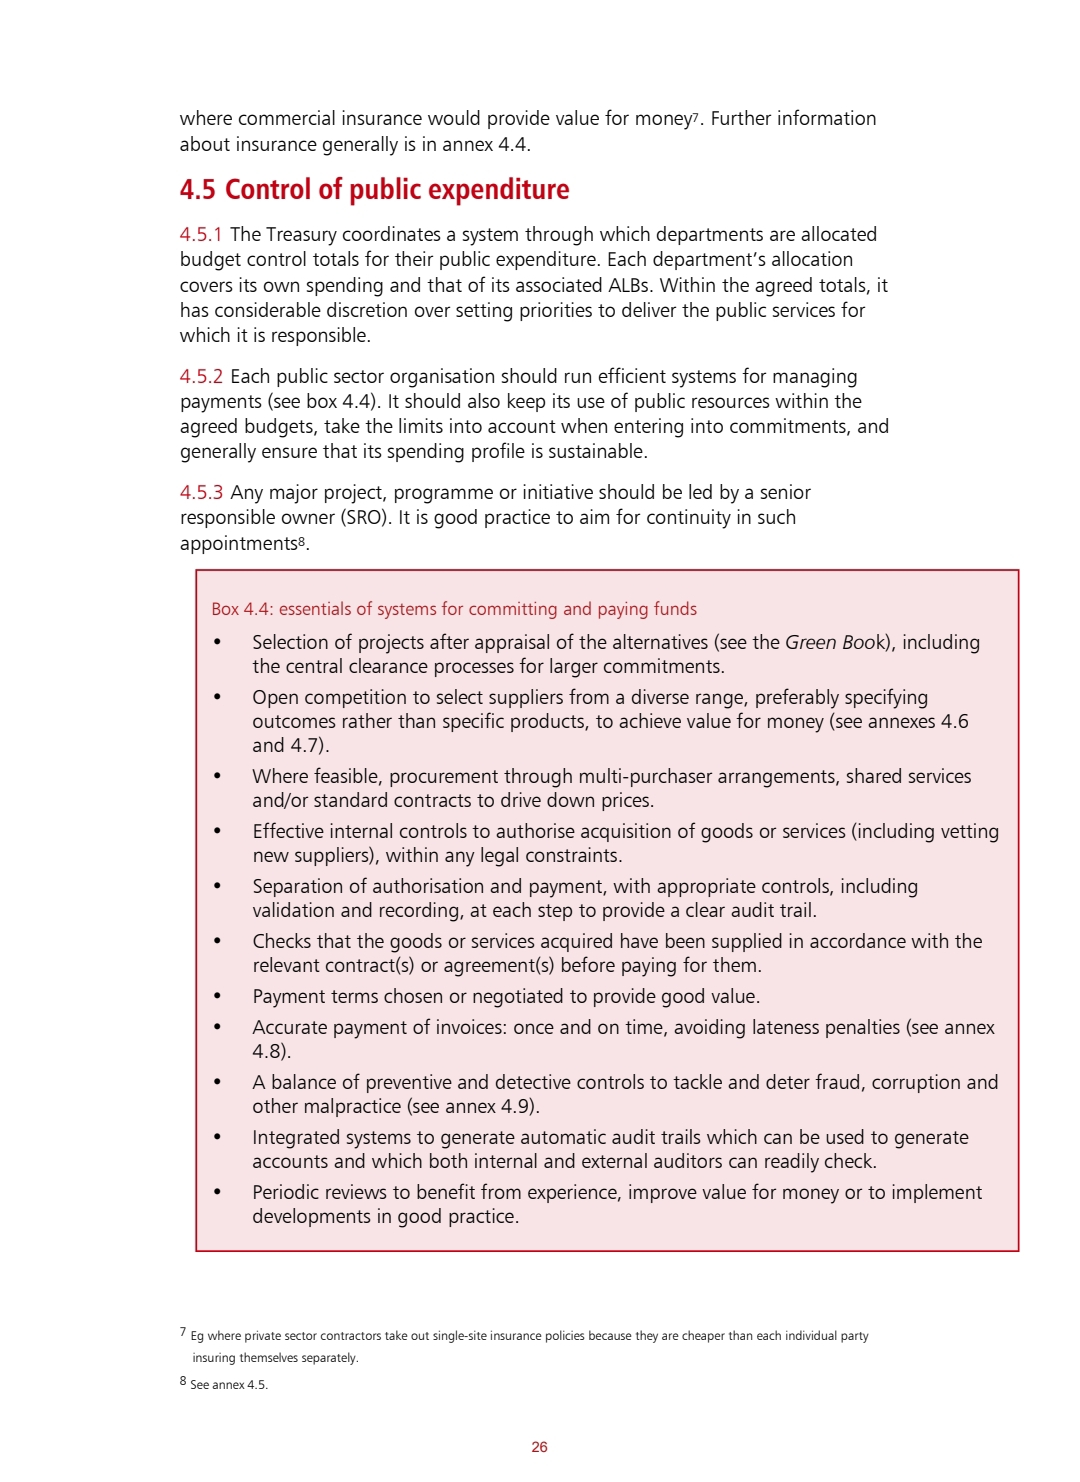 where commercial insurance would provide value for money7. Further information
about insurance generally is in annex 4.4.
4.5 Control of public expenditure
4.5.1 The Treasury coordinates a system through which departments are allocated
budget control totals for their public expenditure. Each department’s allocation
covers its own spending and that of its associated ALBs. Within the agreed totals, it
has considerable discretion over setting priorities to deliver the public services for
which it is responsible.
4.5.2 Each public sector organisation should run efficient systems for managing
payments (see box 4.4). It should also keep its use of public resources within the
agreed budgets, take the limits into account when entering into commitments, and
generally ensure that its spending profile is sustainable.
4.5.3 Any major project, programme or initiative should be led by a senior
responsible owner (SRO). It is good practice to aim for continuity in such
appointments8.
Box 4.4: essentials of systems for committing and paying funds
• Selection of projects after appraisal of the alternatives (see the Green Book), including
the central clearance processes for larger commitments.
• Open competition to select suppliers from a diverse range, preferably specifying
outcomes rather than specific products, to achieve value for money (see annexes 4.6
and 4.7).
• Where feasible, procurement through multi-purchaser arrangements, shared services
and/or standard contracts to drive down prices.
• Effective internal controls to authorise acquisition of goods or services (including vetting
new suppliers), within any legal constraints.
• Separation of authorisation and payment, with appropriate controls, including
validation and recording, at each step to provide a clear audit trail.
• Checks that the goods or services acquired have been supplied in accordance with the
relevant contract(s) or agreement(s) before paying for them.
• Payment terms chosen or negotiated to provide good value.
• Accurate payment of invoices: once and on time, avoiding lateness penalties (see annex
4.8).
• A balance of preventive and detective controls to tackle and deter fraud, corruption and
other malpractice (see annex 4.9).
• Integrated systems to generate automatic audit trails which can be used to generate
accounts and which both internal and external auditors can readily check.
• Periodic reviews to benefit from experience, improve value for money or to implement
developments in good practice.
7 Eg where private sector contractors take out single-site insurance policies because they are cheaper than each individual party
insuring themselves separately.
8 See annex 4.5.
26